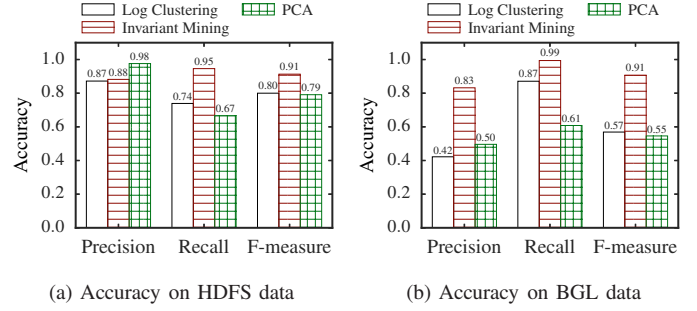 Log Clustering
Invariant Mining
PCA
Accuracy
1.0
0.8
0.6
0.4
0.2
0.0
0.87
0.88
0.98
0.74
0.95
0.67
0.80
0.91
0.79
Precision Recall F-measure
(a) Accuracy on HDFS data
Log Clustering
Invariant Mining
PCA
Accuracy
1.0
0.8
0.6
0.4
0.2
0.0
0.42
0.83
0.50
0.87
0.99
0.61
0.57
0.91
0.55
Precision Recall F-measure
(b) Accuracy on BGL data